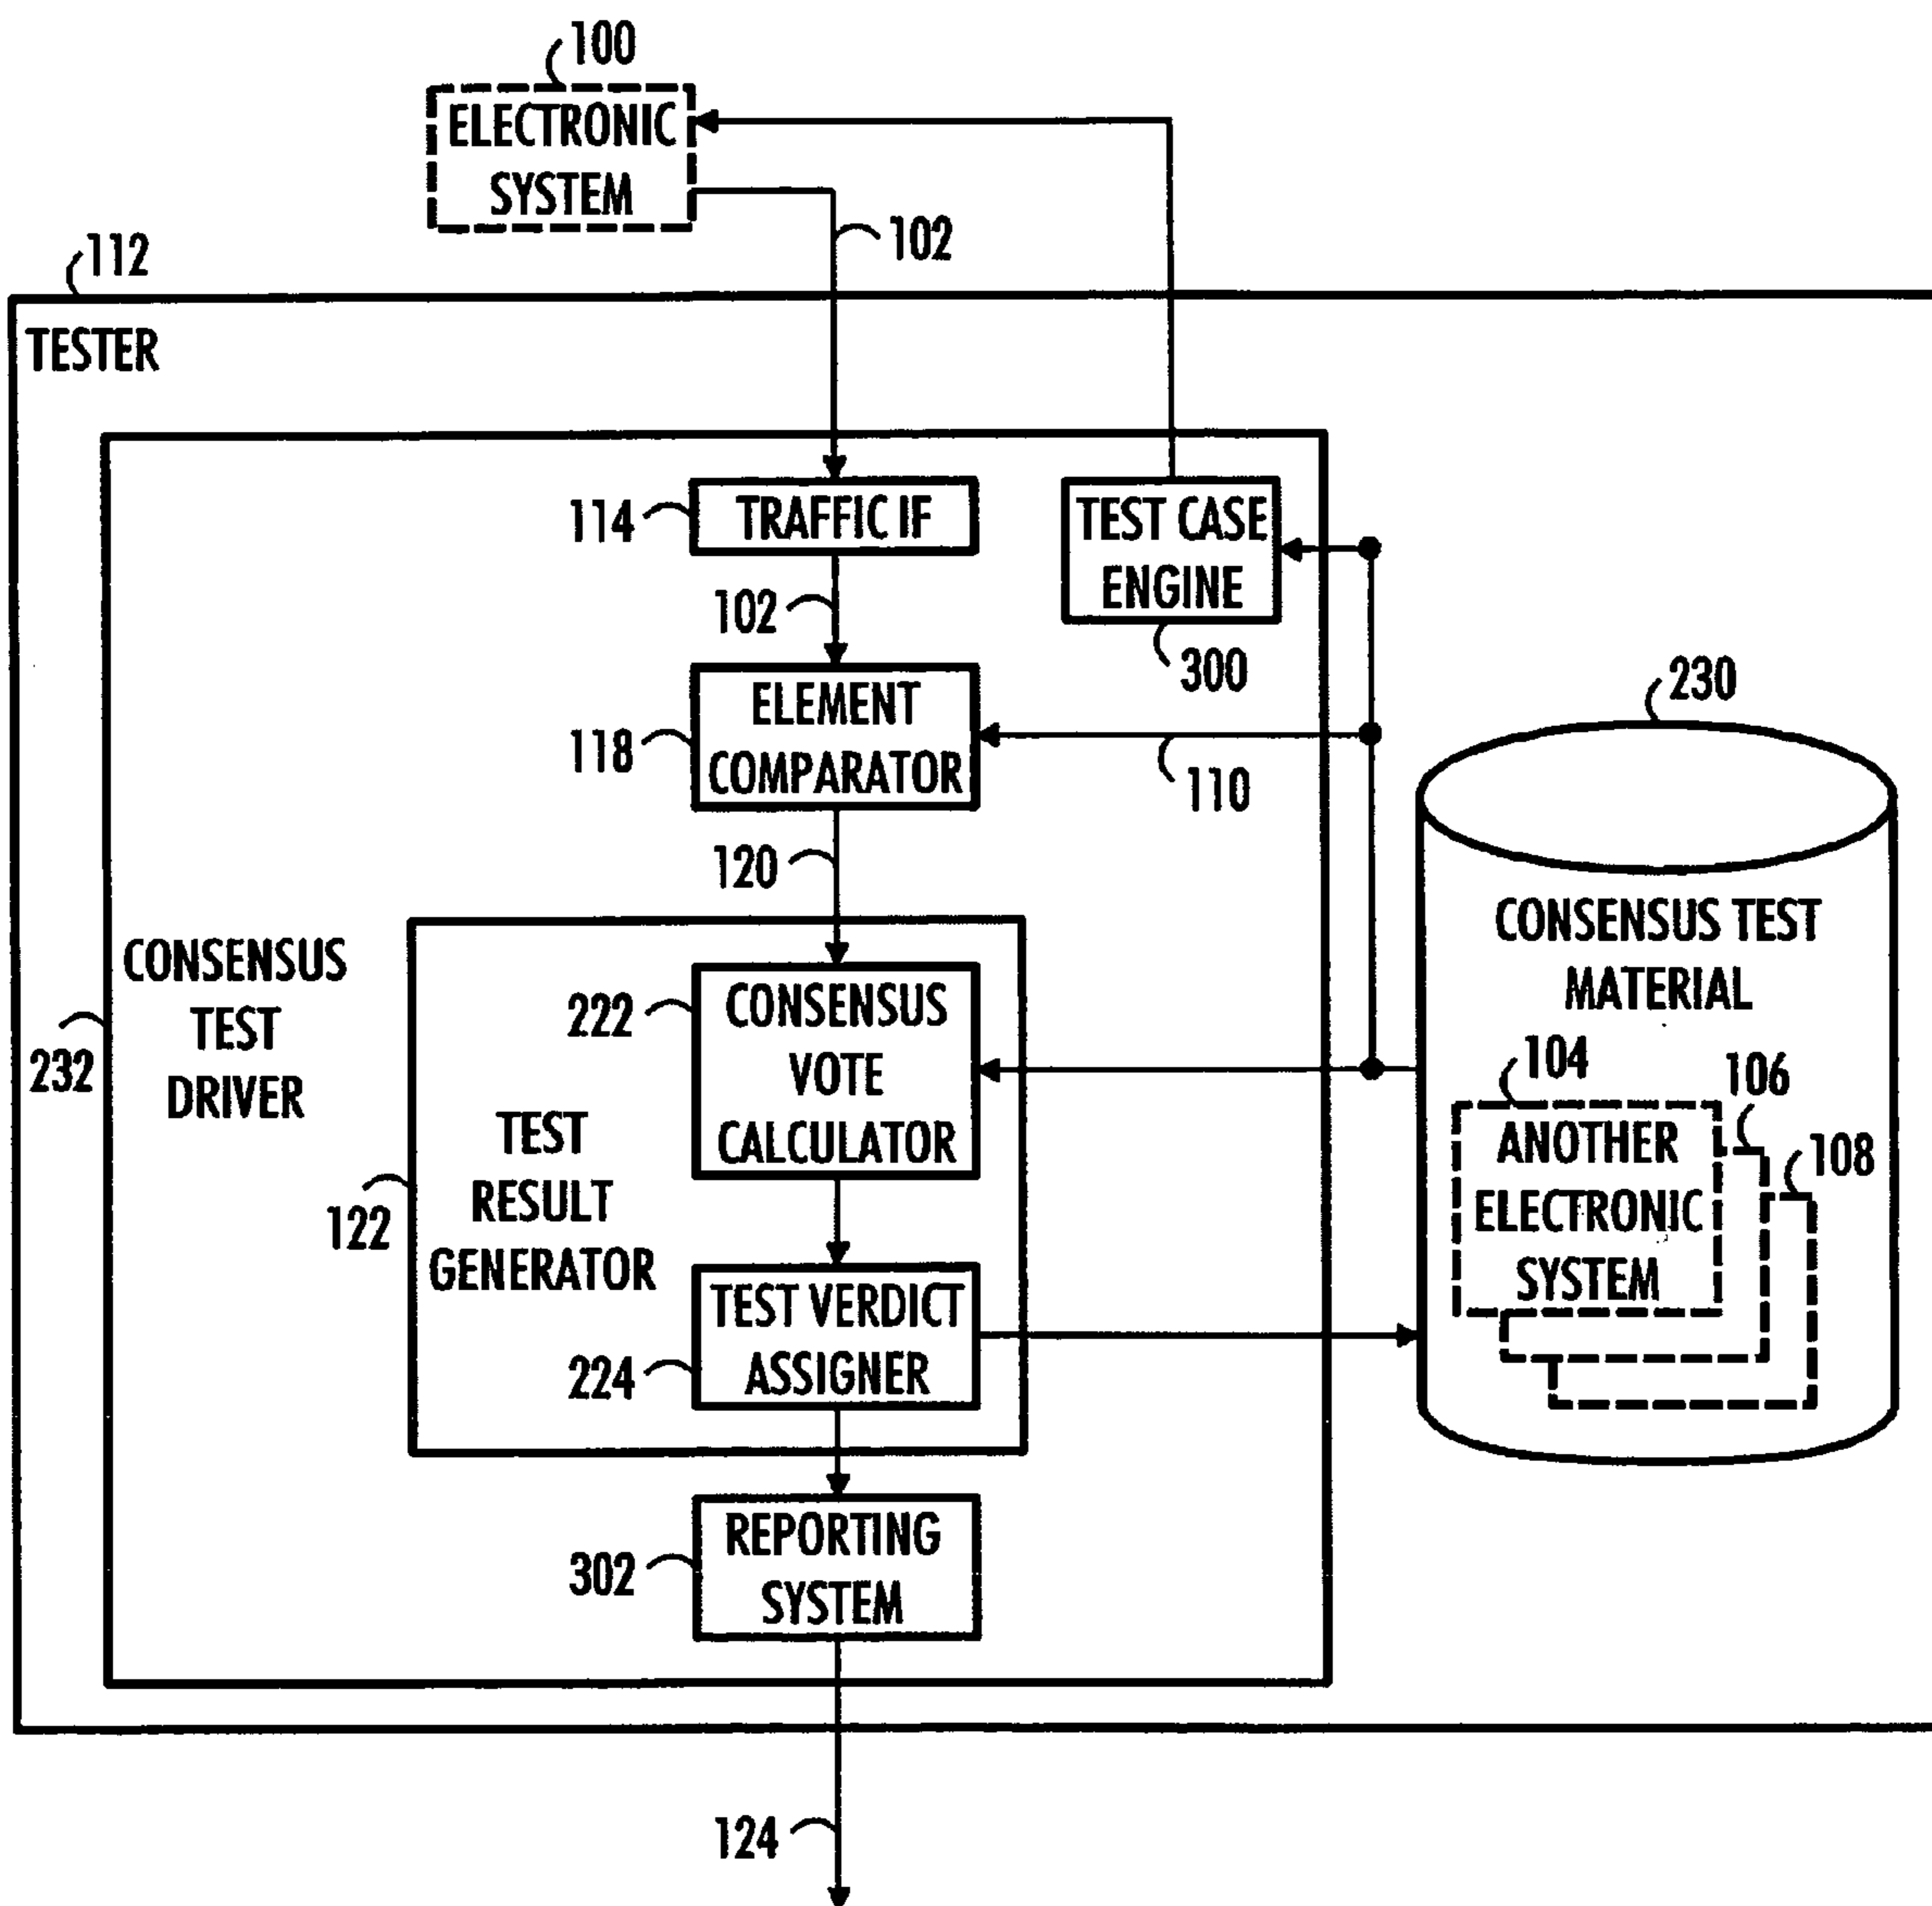 100
ELECTRONIC
SYSTEM
102
112
TESTER
114
TRAFFIC IF
TEST CASE
ENGINE
102
300
118
ELEMENT
COMPARATOR
110
230
120
CONSENSUS
TEST
DRIVER
232
222
CONSENSUS
VOTE
CALCULATOR
CONSENSUS TEST
MATERIAL
104
106
108
ANOTHER
ELECTRONIC
SYSTEM
122
TEST
RESULT
GENERATOR
224
TEST VERDICT
ASSIGNER
302
REPORTING
SYSTEM
124